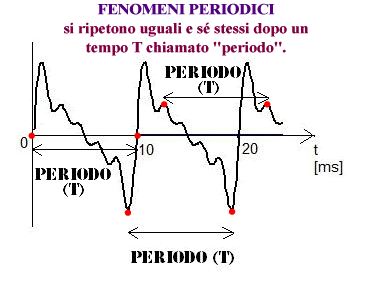 FENOMENI PERIODICI
si ripetono uguali e sé stessi dopo un
tempo T chiamato "periodo".
PERIODO
(T)
0
10
20
t
[ms]
PERIODO
(T)
PERIODO (T)